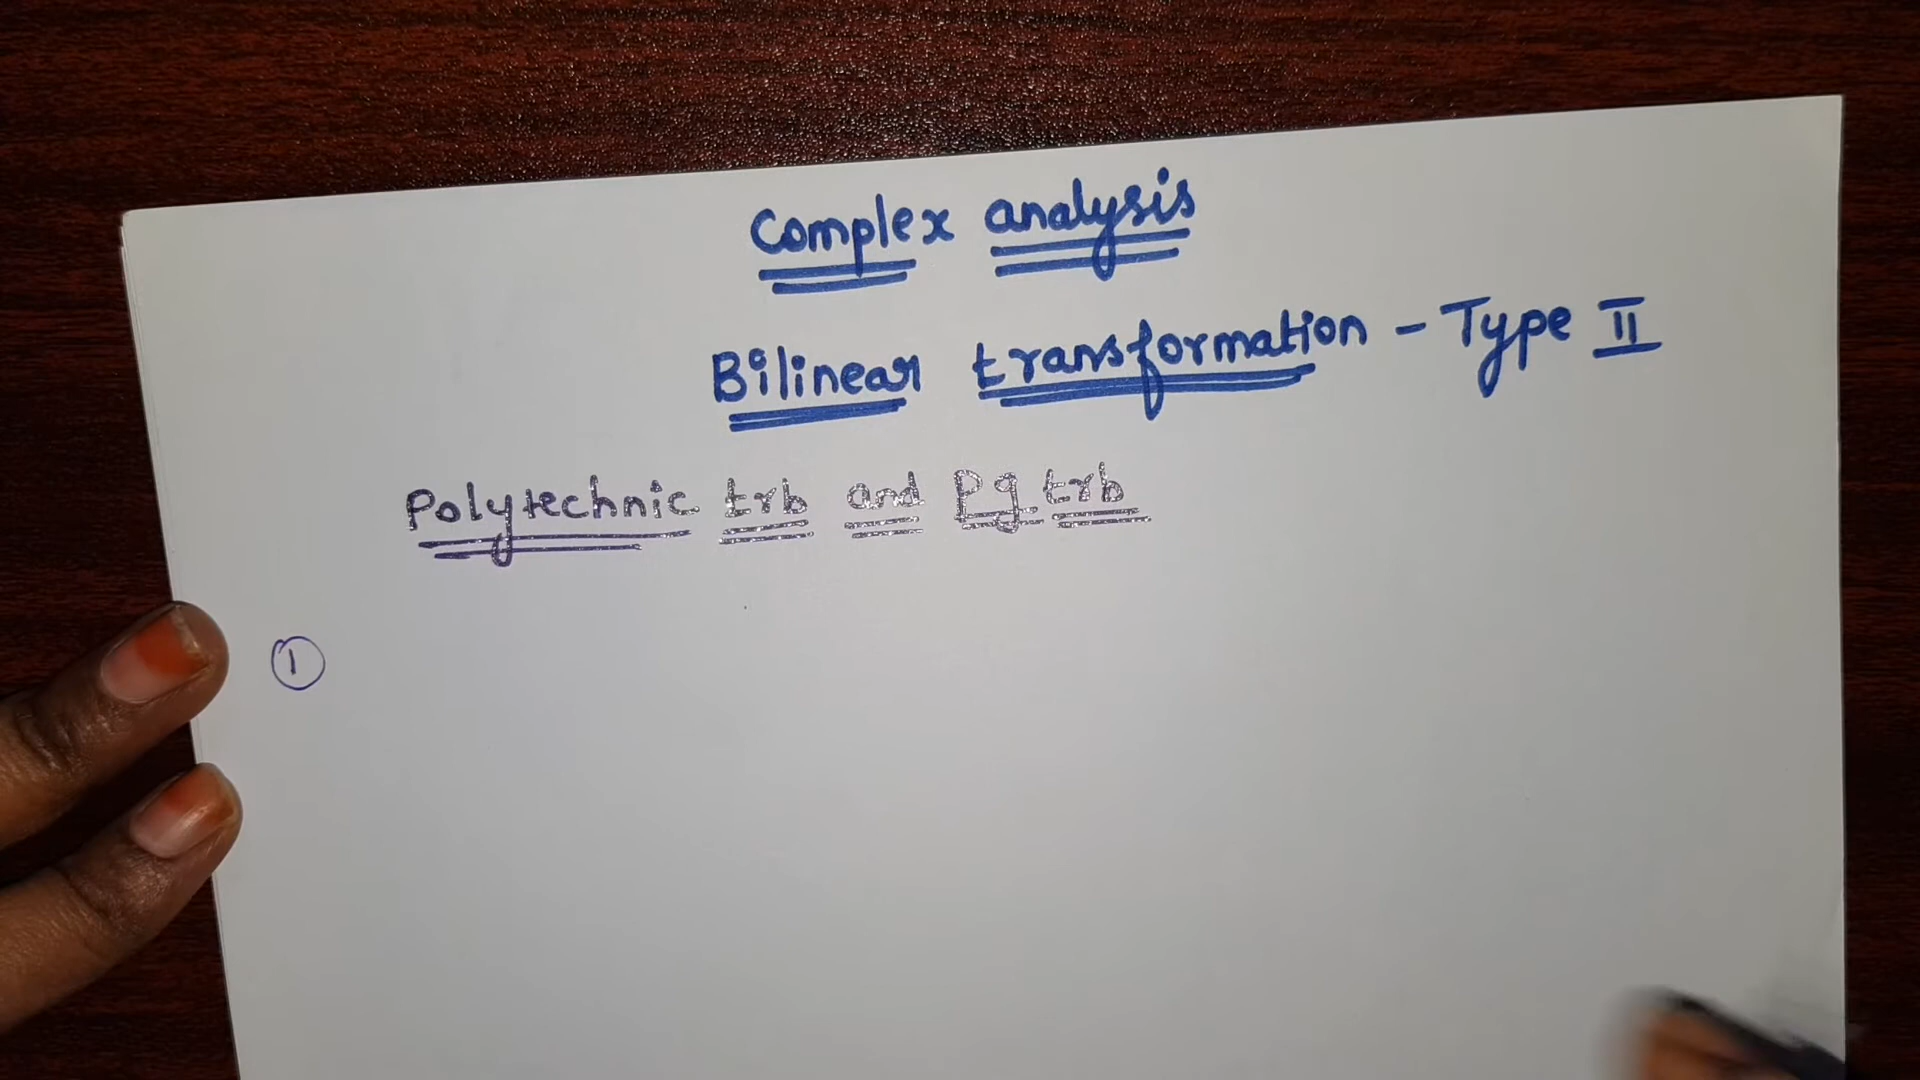 Complex analysis
Bilinear transformation - Type II
Polytechnic trb and Pg trb
①